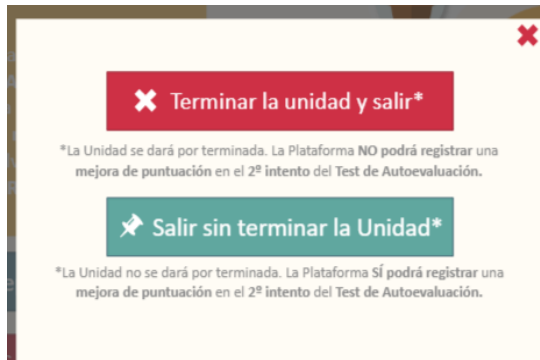 Terminar la unidad y salir*
*La Unidad se dará por terminada. La Plataforma NO podrá registrar una
mejora de puntuación en el 2º intento del Test de Autoevaluación.
Salir sin terminar la Unidad*
*La Unidad no se dará por terminada. La Plataforma SÍ podrá registrar una
mejora de puntuación en el 2º intento del Test de Autoevaluación.